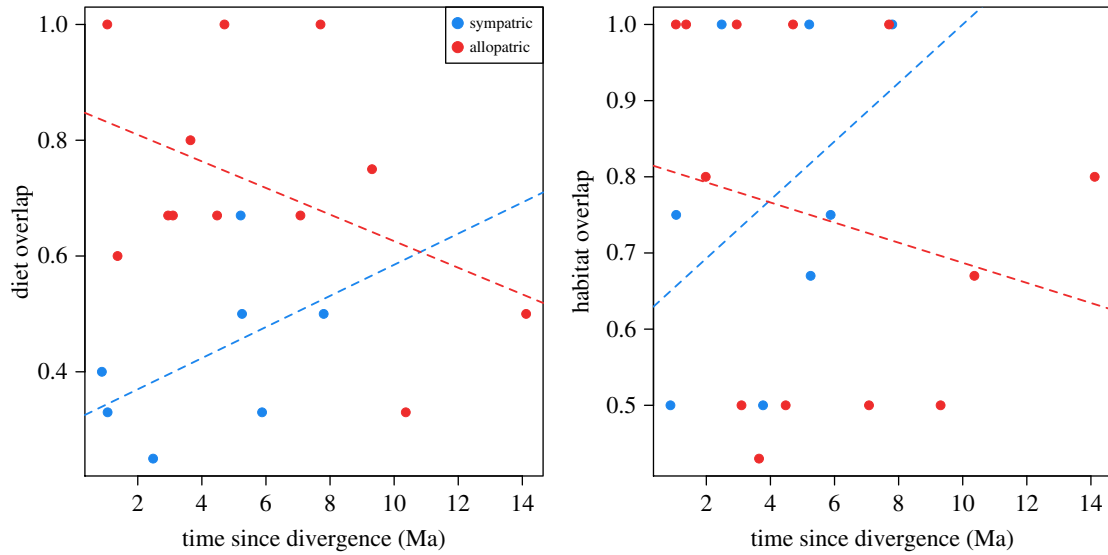 1.0
0.8
0.6
0.4
diet overlap
sympatric
allopatric
2 4 6 8 10 12 14
time since divergence (Ma)
1.0
0.9
0.8
0.7
0.6
0.5
habitat overlap
2 4 6 8 10 12 14
time since divergence (Ma)